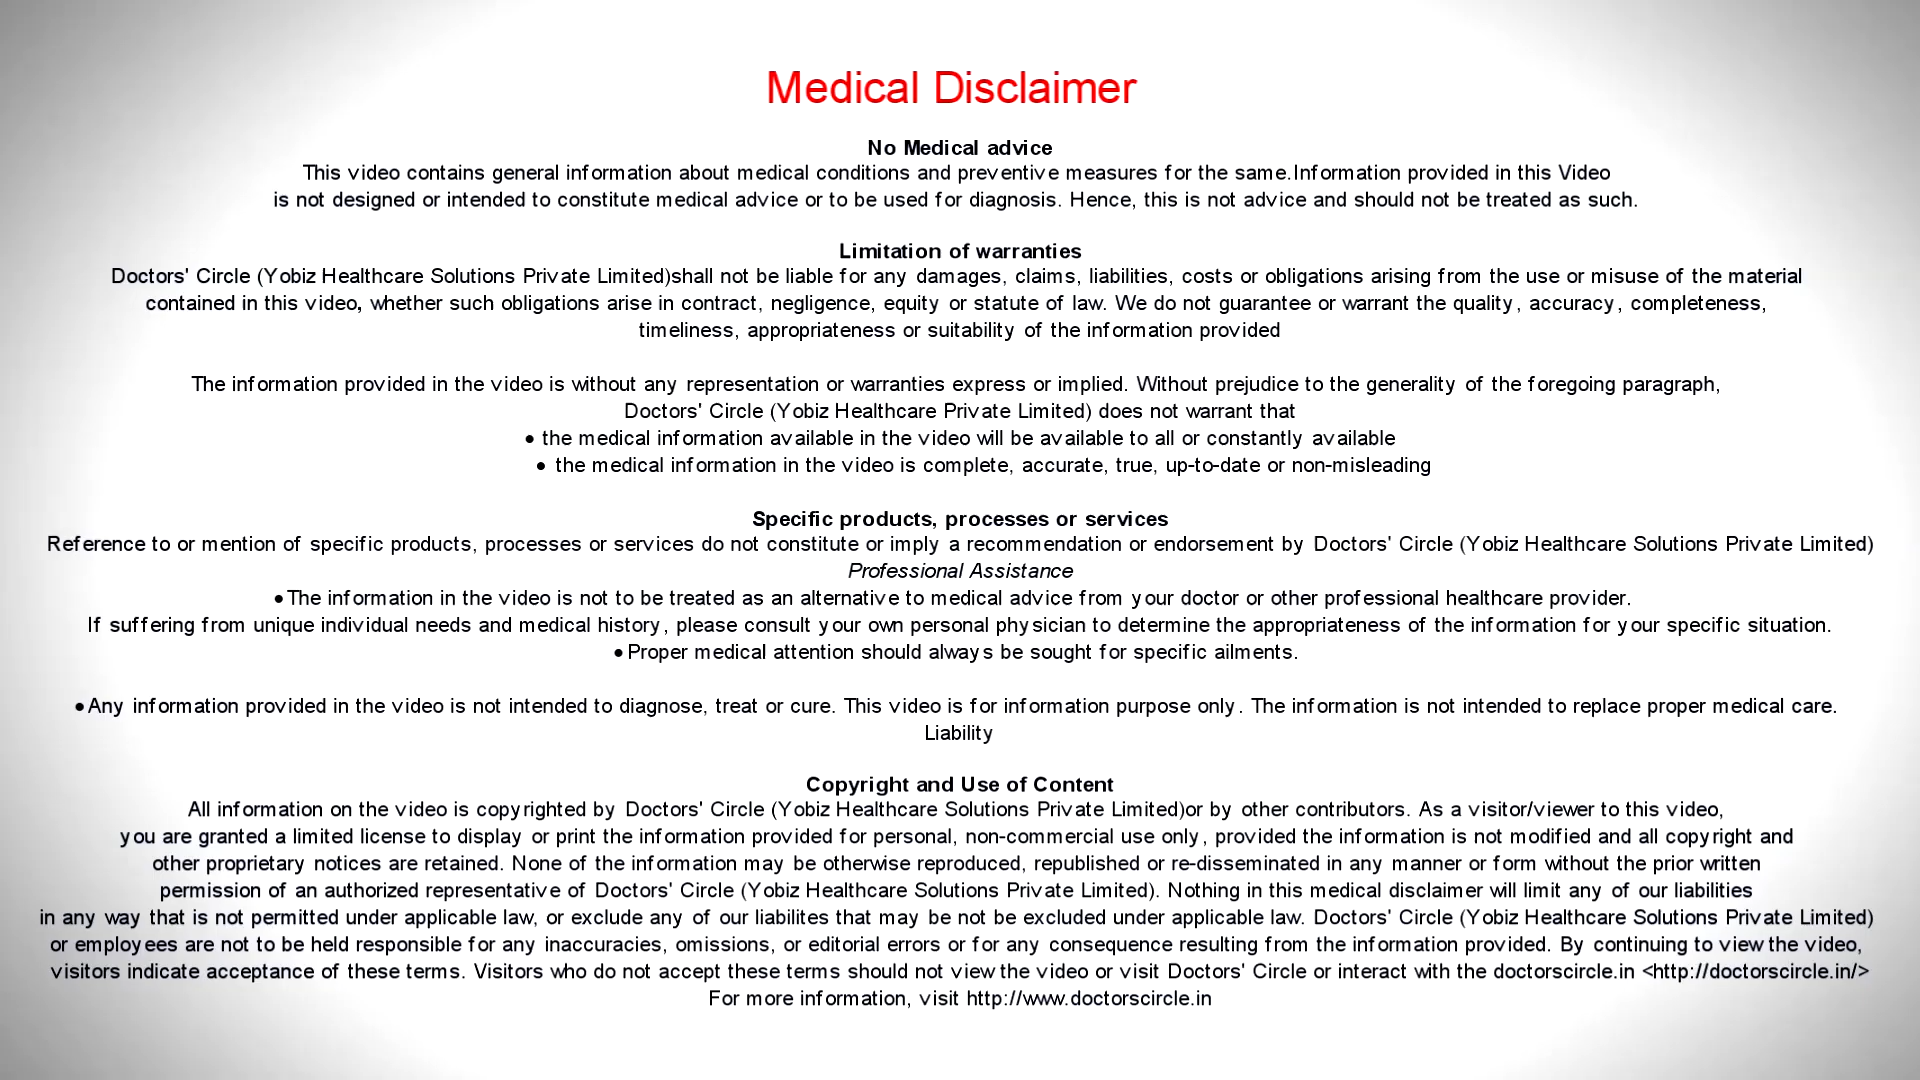 Medical Disclaimer
No Medical advice
This video contains general information about medical conditions and preventive measures for the same.Information provided in this Video
is not designed or intended to constitute medical advice or to be used for diagnosis. Hence, this is not advice and should not be treated as such.
Limitation of warranties
Doctors' Circle (Yobiz Healthcare Solutions Private Limited)shall not be liable for any damages, claims, liabilities, costs or obligations arising from the use or misuse of the material
contained in this video, whether such obligations arise in contract, negligence, equity or statute of law. We do not guarantee or warrant the quality, accuracy, completeness,
timeliness, appropriateness or suitability of the information provided
The information provided in the video is without any representation or warranties express or implied. Without prejudice to the generality of the foregoing paragraph,
Doctors' Circle (Yobiz Healthcare Private Limited) does not warrant that
• the medical information available in the video will be available to all or constantly available
• the medical information in the video is complete, accurate, true, up-to-date or non-misleading
Specific products, processes or services
Reference to or mention of specific products, processes or services do not constitute or imply a recommendation or endorsement by Doctors' Circle (Yobiz Healthcare Solutions Private Limited)
Professional Assistance
•The information in the video is not to be treated as an alternative to medical advice from your doctor or other professional healthcare provider.
If suffering from unique individual needs and medical history, please consult your own personal physician to determine the appropriateness of the information for your specific situation.
•Proper medical attention should always be sought for specific ailments.
•Any information provided in the video is not intended to diagnose, treat or cure. This video is for information purpose only. The information is not intended to replace proper medical care.
Liability
Copyright and Use of Content
All information on the video is copyrighted by Doctors' Circle (Yobiz Healthcare Solutions Private Limited)or by other contributors. As a visitor/viewer to this video,
you are granted a limited license to display or print the information provided for personal, non-commercial use only, provided the information is not modified and all copyright and
other proprietary notices are retained. None of the information may be otherwise reproduced, republished or re-disseminated in any manner or form without the prior written
permission of an authorized representative of Doctors' Circle (Yobiz Healthcare Solutions Private Limited). Nothing in this medical disclaimer will limit any of our liabilities
in any way that is not permitted under applicable law, or exclude any of our liabilites that may be not be excluded under applicable law. Doctors' Circle (Yobiz Healthcare Solutions Private Limited)
or employees are not to be held responsible for any inaccuracies, omissions, or editorial errors or for any consequence resulting from the information provided. By continuing to view the video,
visitors indicate acceptance of these terms. Visitors who do not accept these terms should not view the video or visit Doctors' Circle or interact with the doctorscircle.in <http://doctorscircle.in/>
For more information, visit http://www.doctorscircle.in